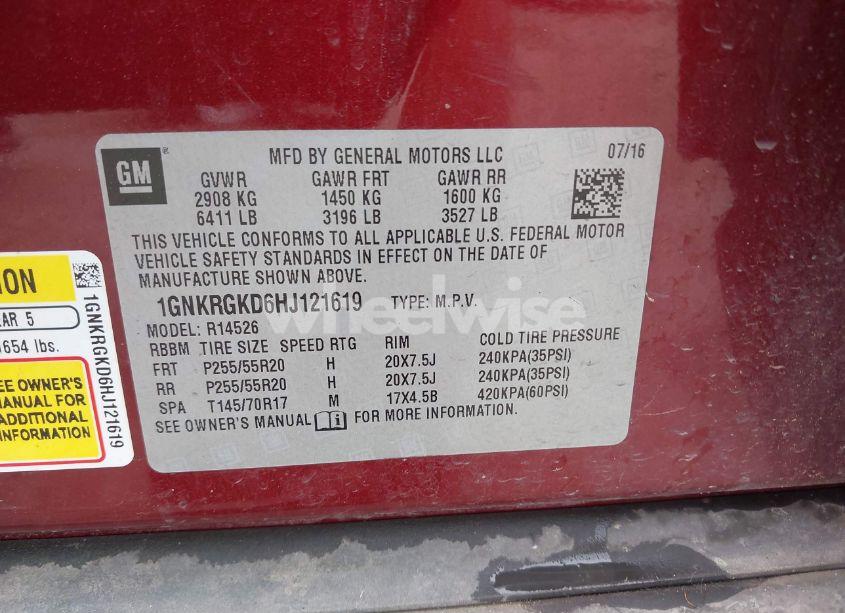 GM
MFD BY GENERAL MOTORS LLC 07/16
GVWR GAWR FRT GAWR RR
2908 KG 1450 KG 1600 KG
6411 LB 3196 LB 3527 LB
THIS VEHICLE CONFORMS TO ALL APPLICABLE U.S. FEDERAL MOTOR
VEHICLE SAFETY STANDARDS IN EFFECT ON THE DATE OF
MANUFACTURE SHOWN ABOVE.
1GNKRGKD6HJ121619 TYPE: M.P.V.
MODEL: R14526
RBBM TIRE SIZE SPEED RTG RIM COLD TIRE PRESSURE
FRT P255/55R20 H 20X7.5J 240KPA(35PSI)
RR P255/55R20 H 20X7.5J 240KPA(35PSI)
SPA T145/70R17 M 17X4.5B 420KPA(60PSI)
SEE OWNER'S MANUAL i FOR MORE INFORMATION.
wheelwise
ION
AR 5
654 lbs.
SEE OWNER'S
MANUAL FOR
ADDITIONAL
INFORMATION
1GNKRGKD6HJ121619